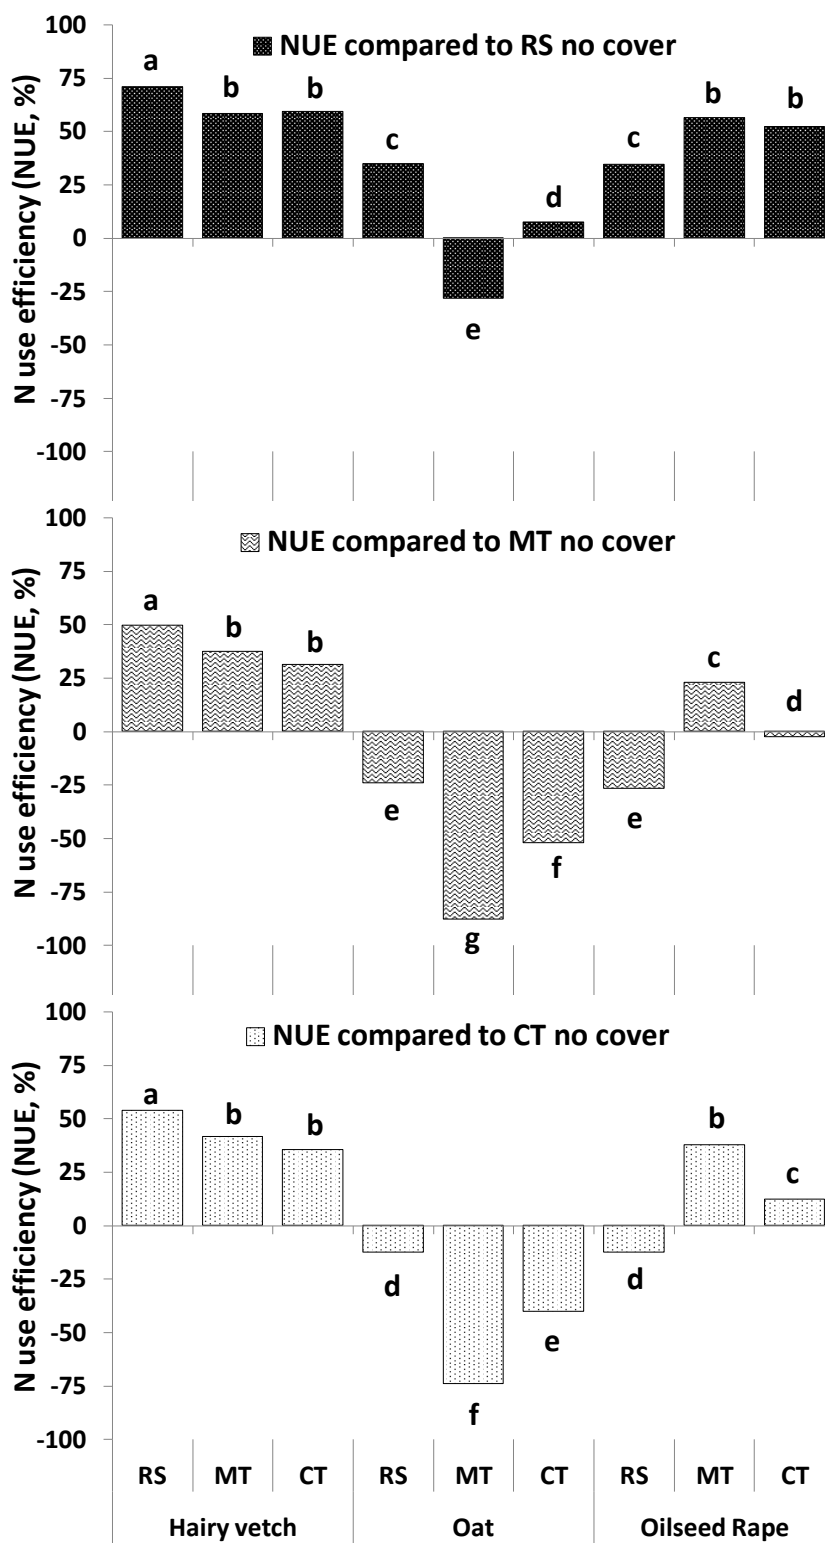 NUE compared to RS no cover
N use efficiency (NUE, %)
100
75
50
25
0
-25
-50
-75
-100
a b b c e d c b b
NUE compared to MT no cover
N use efficiency (NUE, %)
100
75
50
25
0
-25
-50
-75
-100
a b b e g f e c d
NUE compared to CT no cover
N use efficiency (NUE, %)
100
75
50
25
0
-25
-50
-75
-100
a b b d f e d b c
RS MT CT RS MT CT RS MT CT
Hairy vetch Oat Oilseed Rape